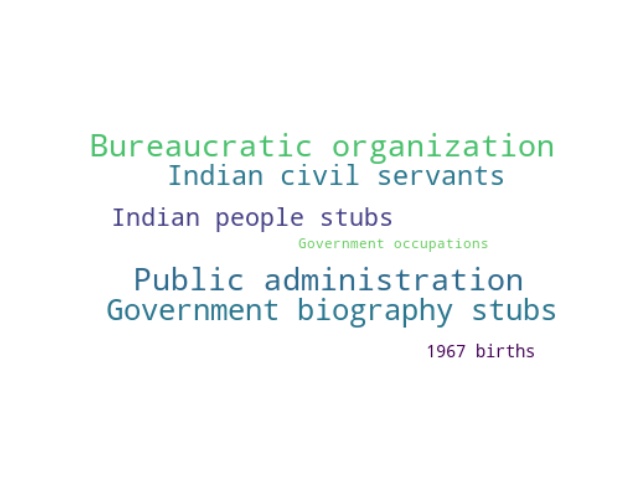 Bureaucratic organization
Indian civil servants
Indian people stubs
Government occupations
Public administration
Government biography stubs
1967 births